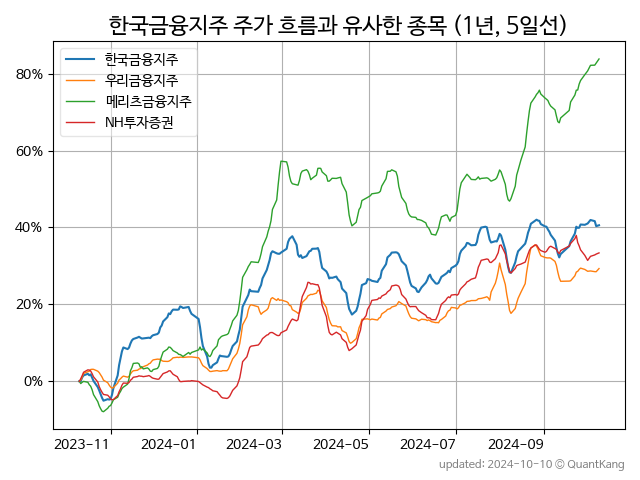 한국금융지주 주가 흐름과 유사한 종목 (1년, 5일선)
한국금융지주
우리금융지주
메리츠금융지주
NH투자증권
80%
60%
40%
20%
0%
2023-11 2024-01 2024-03 2024-05 2024-07 2024-09
updated: 2024-10-10 © QuantKang